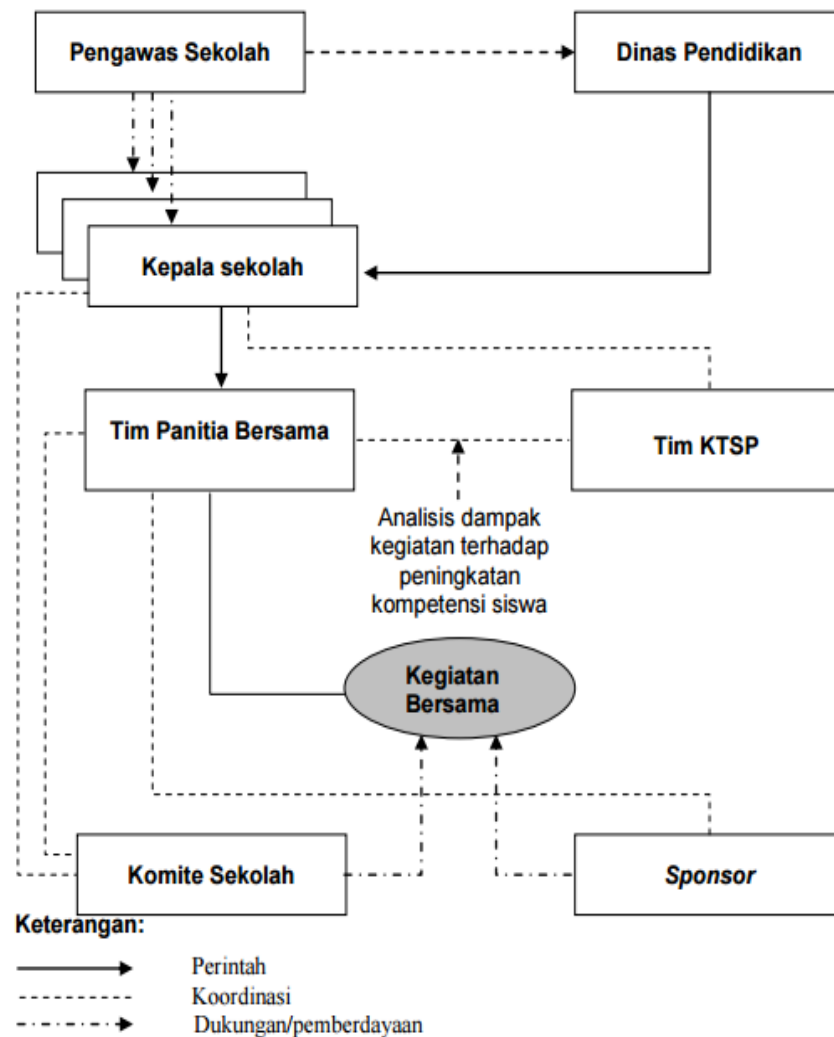 Pengawas Sekolah
Dinas Pendidikan
Kepala sekolah
Tim Panitia Bersama
Tim KTSP
Analisis dampak
kegiatan terhadap
peningkatan
kompetensi siswa
Kegiatan
Bersama
Komite Sekolah
Sponsor
Keterangan:
Perintah
Koordinasi
Dukungan/pemberdayaan